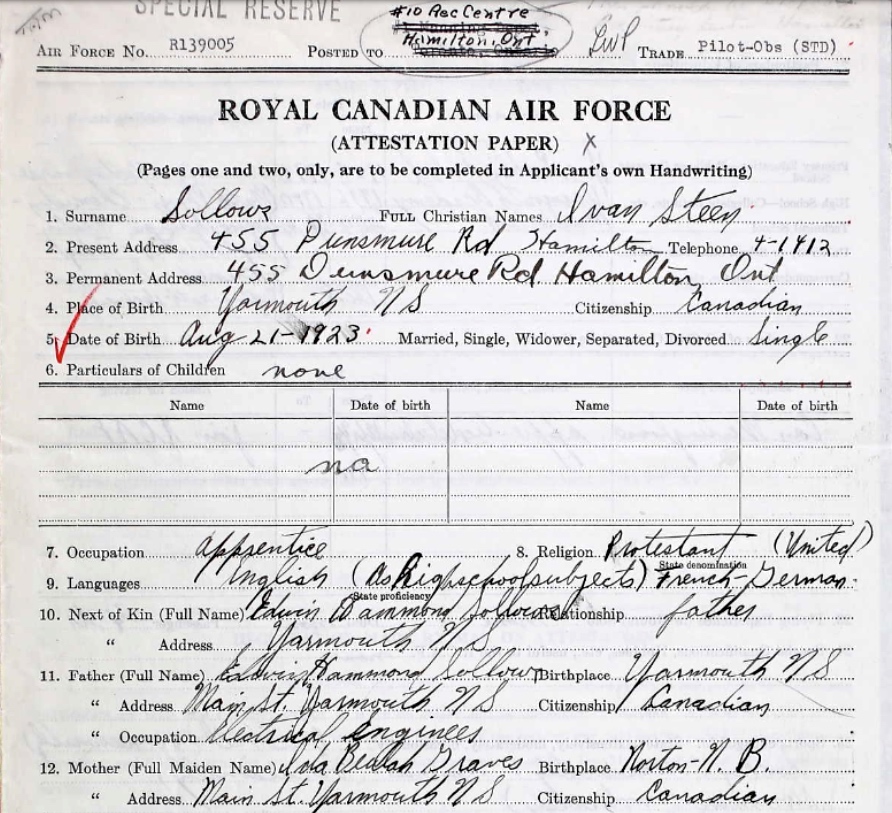 SPECIAL RESERVE
#10 Rec Centre
Hamilton, Ont
AIR FORCE No. R139005 POSTED TO TRADE Pilot-Obs (STD)
ROYAL CANADIAN AIR FORCE
(ATTESTATION PAPER) X
(Pages one and two, only, are to be completed in Applicant's own Handwriting)
1. Surname Sollows FULL Christian Names Ivan Steen
2. Present Address 455 Dunsmure Rd Hamilton Telephone 4-1412
3. Permanent Address 455 Dunsmure Rd Hamilton, Ont
4. Place of Birth Yarmouth NS Citizenship Canadian
5. Date of Birth Aug 21-1923 Married, Single, Widower, Separated, Divorced Single
6. Particulars of Children none
Name Date of birth Name Date of birth
na
7. Occupation apprentice 8. Religion Protestant (United)
State denomination
9. Languages English (As highschool subjects) French-German
State proficiency
10. Next of Kin (Full Name) Edwin Hammond Sollows Relationship father
" Address Yarmouth NS
11. Father (Full Name) Edwin Hammond Sollows Birthplace Yarmouth NS
" Address Main St. Yarmouth NS Citizenship Canadian
" Occupation Electrical Engineer
12. Mother (Full Maiden Name) Ida Beulah Graves Birthplace Norton-N.B.
" Address Main St. Yarmouth NS Citizenship Canadian